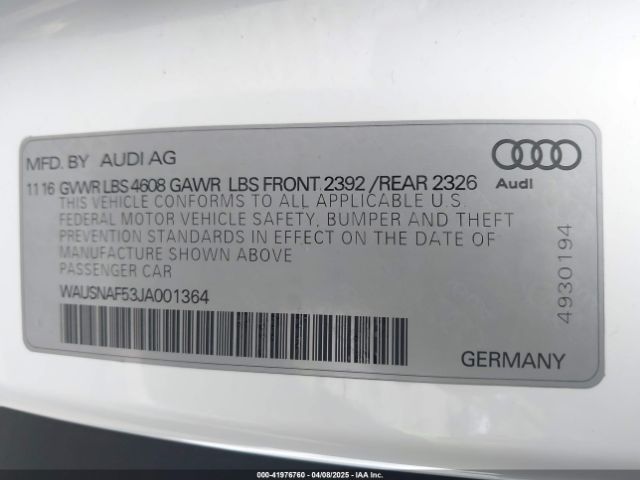 MFD. BY AUDI AG
11 16 GVWR LBS 4608 GAWR LBS FRONT 2392 /REAR 2326
THIS VEHICLE CONFORMS TO ALL APPLICABLE U.S.
FEDERAL MOTOR VEHICLE SAFETY, BUMPER AND THEFT
PREVENTION STANDARDS IN EFFECT ON THE DATE OF
MANUFACTURE SHOWN ABOVE
PASSENGER CAR
WAUSNAF53JA001364
Audi
4930194
GERMANY
000-41976760 - 04/08/2025 - IAA Inc.